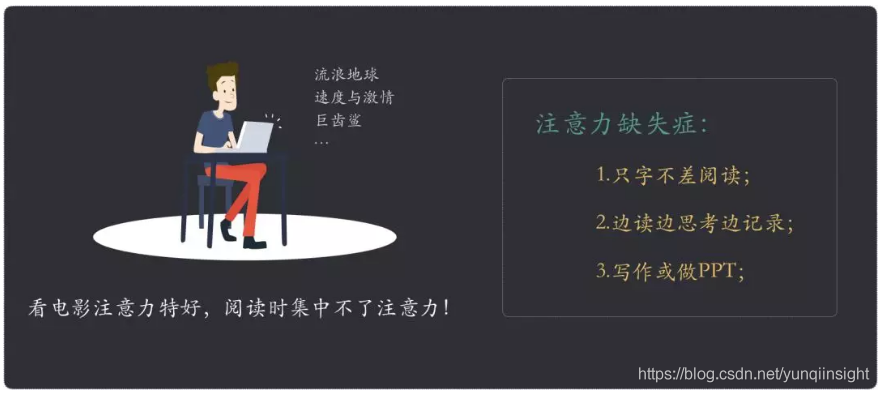 流浪地球
速度与激情
巨齿鲨
...
看电影注意力特好，阅读时集中不了注意力！
注意力缺失症：
1.只字不差阅读；
2.边读边思考边记录；
3.写作或做PPT；
https://blog.csdn.net/yunqiinsight